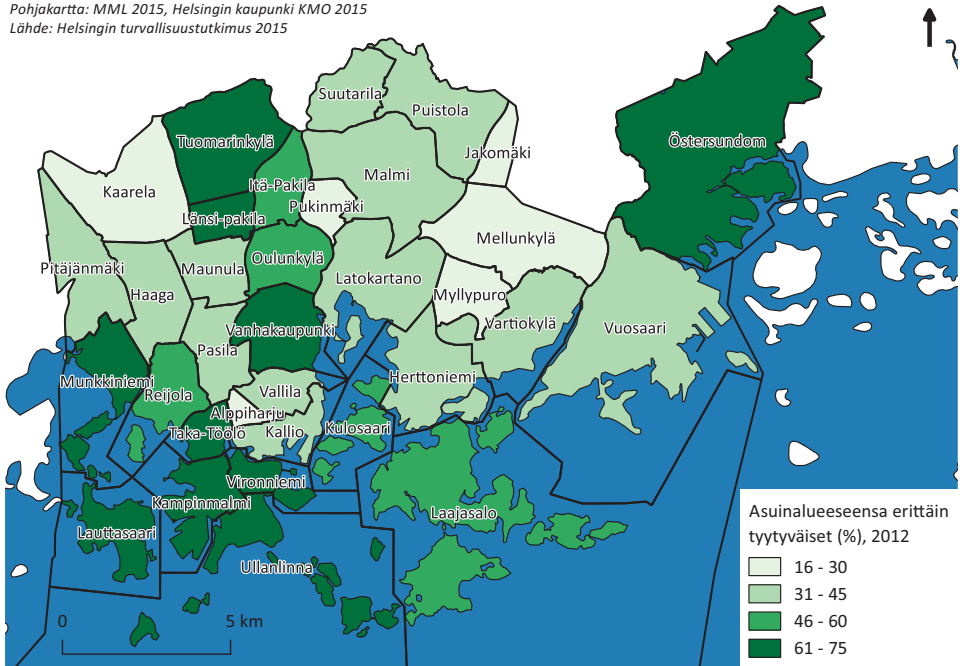 Pohjakartta: MML 2015, Helsingin kaupunki KMO 2015
Lähde: Helsingin turvallisuustutkimus 2015
Suutarila
Puistola
Tuomarinkylä
Östersundom
Jakomäki
Malmi
Itä-Pakila
Kaarela
Pukinmäki
Länsi-pakila
Mellunkylä
Oulunkylä
Pitäjänmäki
Maunula
Latokartano
Haaga
Myllypuro
Vartiokylä
Vuosaari
Vanhakaupunki
Pasila
Herttoniemi
Munkkiniemi
Vallila
Reijola
Alppiharju
Kulosaari
Taka-Töölö
Kallio
Vironniemi
Kampinmalmi
Laajasalo
Lauttasaari
Ullanlinna
Asuinalueeseensa erittäin
tyytyväiset (%), 2012
16 - 30
31 - 45
46 - 60
61 - 75
0 5 km